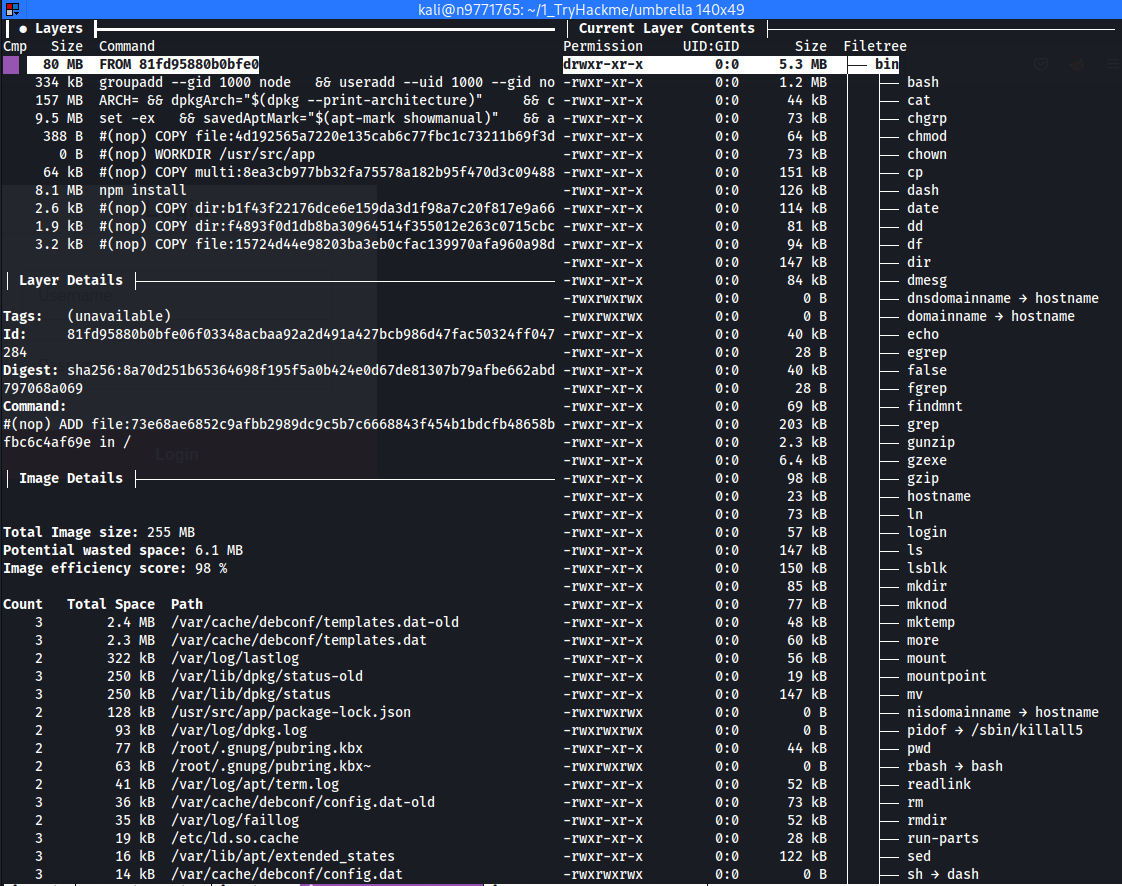 kali@n9771765: ~/1_TryHackme/umbrella 140x49
● Layers
Cmp Size Command
80 MB FROM 81fd95880b0bfe0
334 kB groupadd --gid 1000 node && useradd --uid 1000 --gid no
157 MB ARCH= && dpkgArch="$(dpkg --print-architecture)" && c
9.5 MB set -ex && savedAptMark="$(apt-mark showmanual)" && a
388 B #(nop) COPY file:4d192565a7220e135cab6c77fbc1c73211b69f3d
0 B #(nop) WORKDIR /usr/src/app
64 kB #(nop) COPY multi:8ea3cb977bb32fa75578a182b95f470d3c09488
8.1 MB npm install
2.6 kB #(nop) COPY dir:b1f43f22176dce6e159da3d1f98a7c20f817e9a66
1.9 kB #(nop) COPY dir:f4893f0d1db8ba30964514f355012e263c0715cbc
3.2 kB #(nop) COPY file:15724d44e98203ba3eb0cfac139970afa960a98d
Layer Details
Username
Tags: (unavailable)
Id: 81fd95880b0bfe06f03348acbaa92a2d491a427bcb986d47fac50324ff047
284
Digest: sha256:8a70d251b65364698f195f5a0b424e0d67de81307b79afbe662abd
797068a069
Command:
#(nop) ADD file:73e68ae6852c9afbb2989dc9c5b7c6668843f454b1bdcfb48658b
fbc6c4af69e in /
Login
Image Details
Total Image size: 255 MB
Potential wasted space: 6.1 MB
Image efficiency score: 98 %
Count Total Space Path
3 2.4 MB /var/cache/debconf/templates.dat-old
3 2.3 MB /var/cache/debconf/templates.dat
2 322 kB /var/log/lastlog
3 250 kB /var/lib/dpkg/status-old
3 250 kB /var/lib/dpkg/status
2 128 kB /usr/src/app/package-lock.json
2 93 kB /var/log/dpkg.log
2 77 kB /root/.gnupg/pubring.kbx
2 63 kB /root/.gnupg/pubring.kbx~
2 41 kB /var/log/apt/term.log
3 36 kB /var/cache/debconf/config.dat-old
2 35 kB /var/log/faillog
3 19 kB /etc/ld.so.cache
3 16 kB /var/lib/apt/extended_states
3 14 kB /var/cache/debconf/config.dat
Current Layer Contents
Permission UID:GID Size Filetree
drwxr-xr-x 0:0 5.3 MB ├── bin
-rwxr-xr-x 0:0 1.2 MB │ ├── bash
-rwxr-xr-x 0:0 44 kB │ ├── cat
-rwxr-xr-x 0:0 73 kB │ ├── chgrp
-rwxr-xr-x 0:0 64 kB │ ├── chmod
-rwxr-xr-x 0:0 73 kB │ ├── chown
-rwxr-xr-x 0:0 151 kB │ ├── cp
-rwxr-xr-x 0:0 126 kB │ ├── dash
-rwxr-xr-x 0:0 114 kB │ ├── date
-rwxr-xr-x 0:0 81 kB │ ├── dd
-rwxr-xr-x 0:0 94 kB │ ├── df
-rwxr-xr-x 0:0 147 kB │ ├── dir
-rwxr-xr-x 0:0 84 kB │ ├── dmesg
-rwxrwxrwx 0:0 0 B │ ├── dnsdomainname → hostname
-rwxrwxrwx 0:0 0 B │ ├── domainname → hostname
-rwxr-xr-x 0:0 40 kB │ ├── echo
-rwxr-xr-x 0:0 28 B │ ├── egrep
-rwxr-xr-x 0:0 40 kB │ ├── false
-rwxr-xr-x 0:0 28 B │ ├── fgrep
-rwxr-xr-x 0:0 69 kB │ ├── findmnt
-rwxr-xr-x 0:0 203 kB │ ├── grep
-rwxr-xr-x 0:0 2.3 kB │ ├── gunzip
-rwxr-xr-x 0:0 6.4 kB │ ├── gzexe
-rwxr-xr-x 0:0 98 kB │ ├── gzip
-rwxr-xr-x 0:0 23 kB │ ├── hostname
-rwxr-xr-x 0:0 73 kB │ ├── ln
-rwxr-xr-x 0:0 57 kB │ ├── login
-rwxr-xr-x 0:0 147 kB │ ├── ls
-rwxr-xr-x 0:0 150 kB │ ├── lsblk
-rwxr-xr-x 0:0 85 kB │ ├── mkdir
-rwxr-xr-x 0:0 77 kB │ ├── mknod
-rwxr-xr-x 0:0 48 kB │ ├── mktemp
-rwxr-xr-x 0:0 60 kB │ ├── more
-rwxr-xr-x 0:0 56 kB │ ├── mount
-rwxr-xr-x 0:0 19 kB │ ├── mountpoint
-rwxr-xr-x 0:0 147 kB │ ├── mv
-rwxrwxrwx 0:0 0 B │ ├── nisdomainname → hostname
-rwxrwxrwx 0:0 0 B │ ├── pidof → /sbin/killall5
-rwxr-xr-x 0:0 44 kB │ ├── pwd
-rwxrwxrwx 0:0 0 B │ ├── rbash → bash
-rwxr-xr-x 0:0 52 kB │ ├── readlink
-rwxr-xr-x 0:0 73 kB │ ├── rm
-rwxr-xr-x 0:0 52 kB │ ├── rmdir
-rwxr-xr-x 0:0 28 kB │ ├── run-parts
-rwxr-xr-x 0:0 122 kB │ ├── sed
-rwxrwxrwx 0:0 0 B │ ├── sh → dash